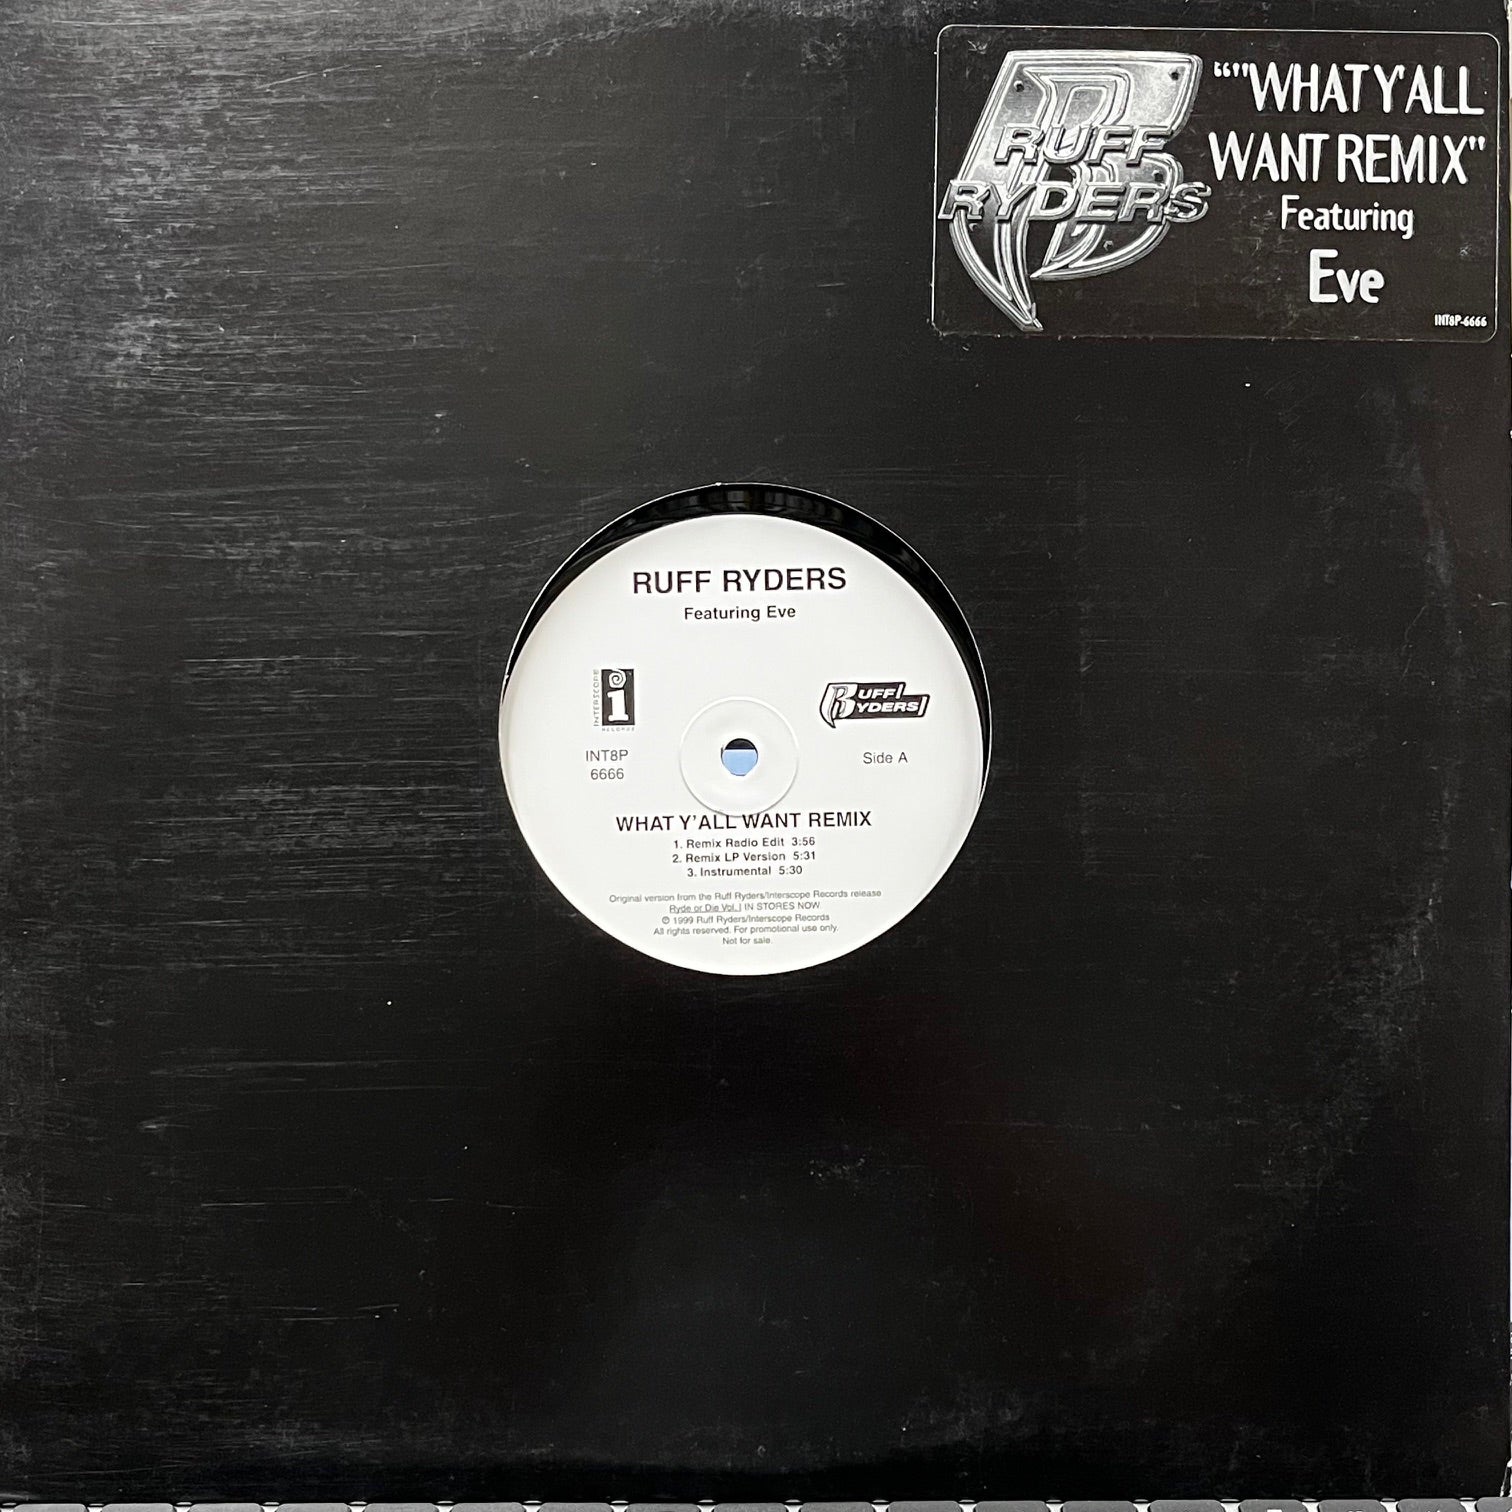 RUFF
RYDERS
“"WHAT Y'ALL
WANT REMIX"
Featuring
Eve
INT8P-6666
RUFF RYDERS
Featuring Eve
INTERSCOPE
RECORDS
RUFF
RYDERS
INT8P
6666
Side A
WHAT Y'ALL WANT REMIX
1. Remix Radio Edit 3:56
2. Remix LP Version 5:31
3. Instrumental 5:30
Original version from the Ruff Ryders/Interscope Records release
Ryde or Die Vol. I IN STORES NOW.
℗ 1999 Ruff Ryders/Interscope Records
All rights reserved. For promotional use only.
Not for sale.